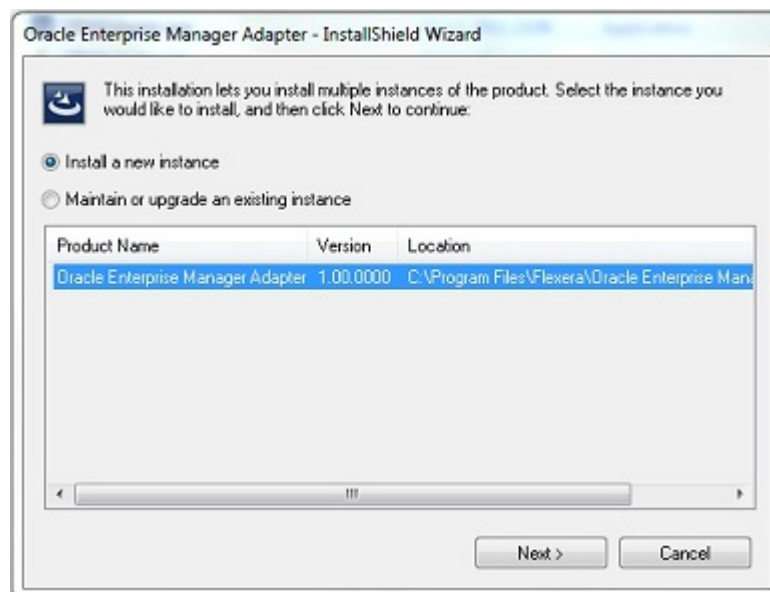 Oracle Enterprise Manager Adapter - InstallShield Wizard
This installation lets you install multiple instances of the product. Select the instance you
would like to install, and then click Next to continue:
Install a new instance
Maintain or upgrade an existing instance
Product Name Version Location
Oracle Enterprise Manager Adapter 1.00.0000 C:\Program Files\Flexera\Oracle Enterprise Mana
Next >
Cancel